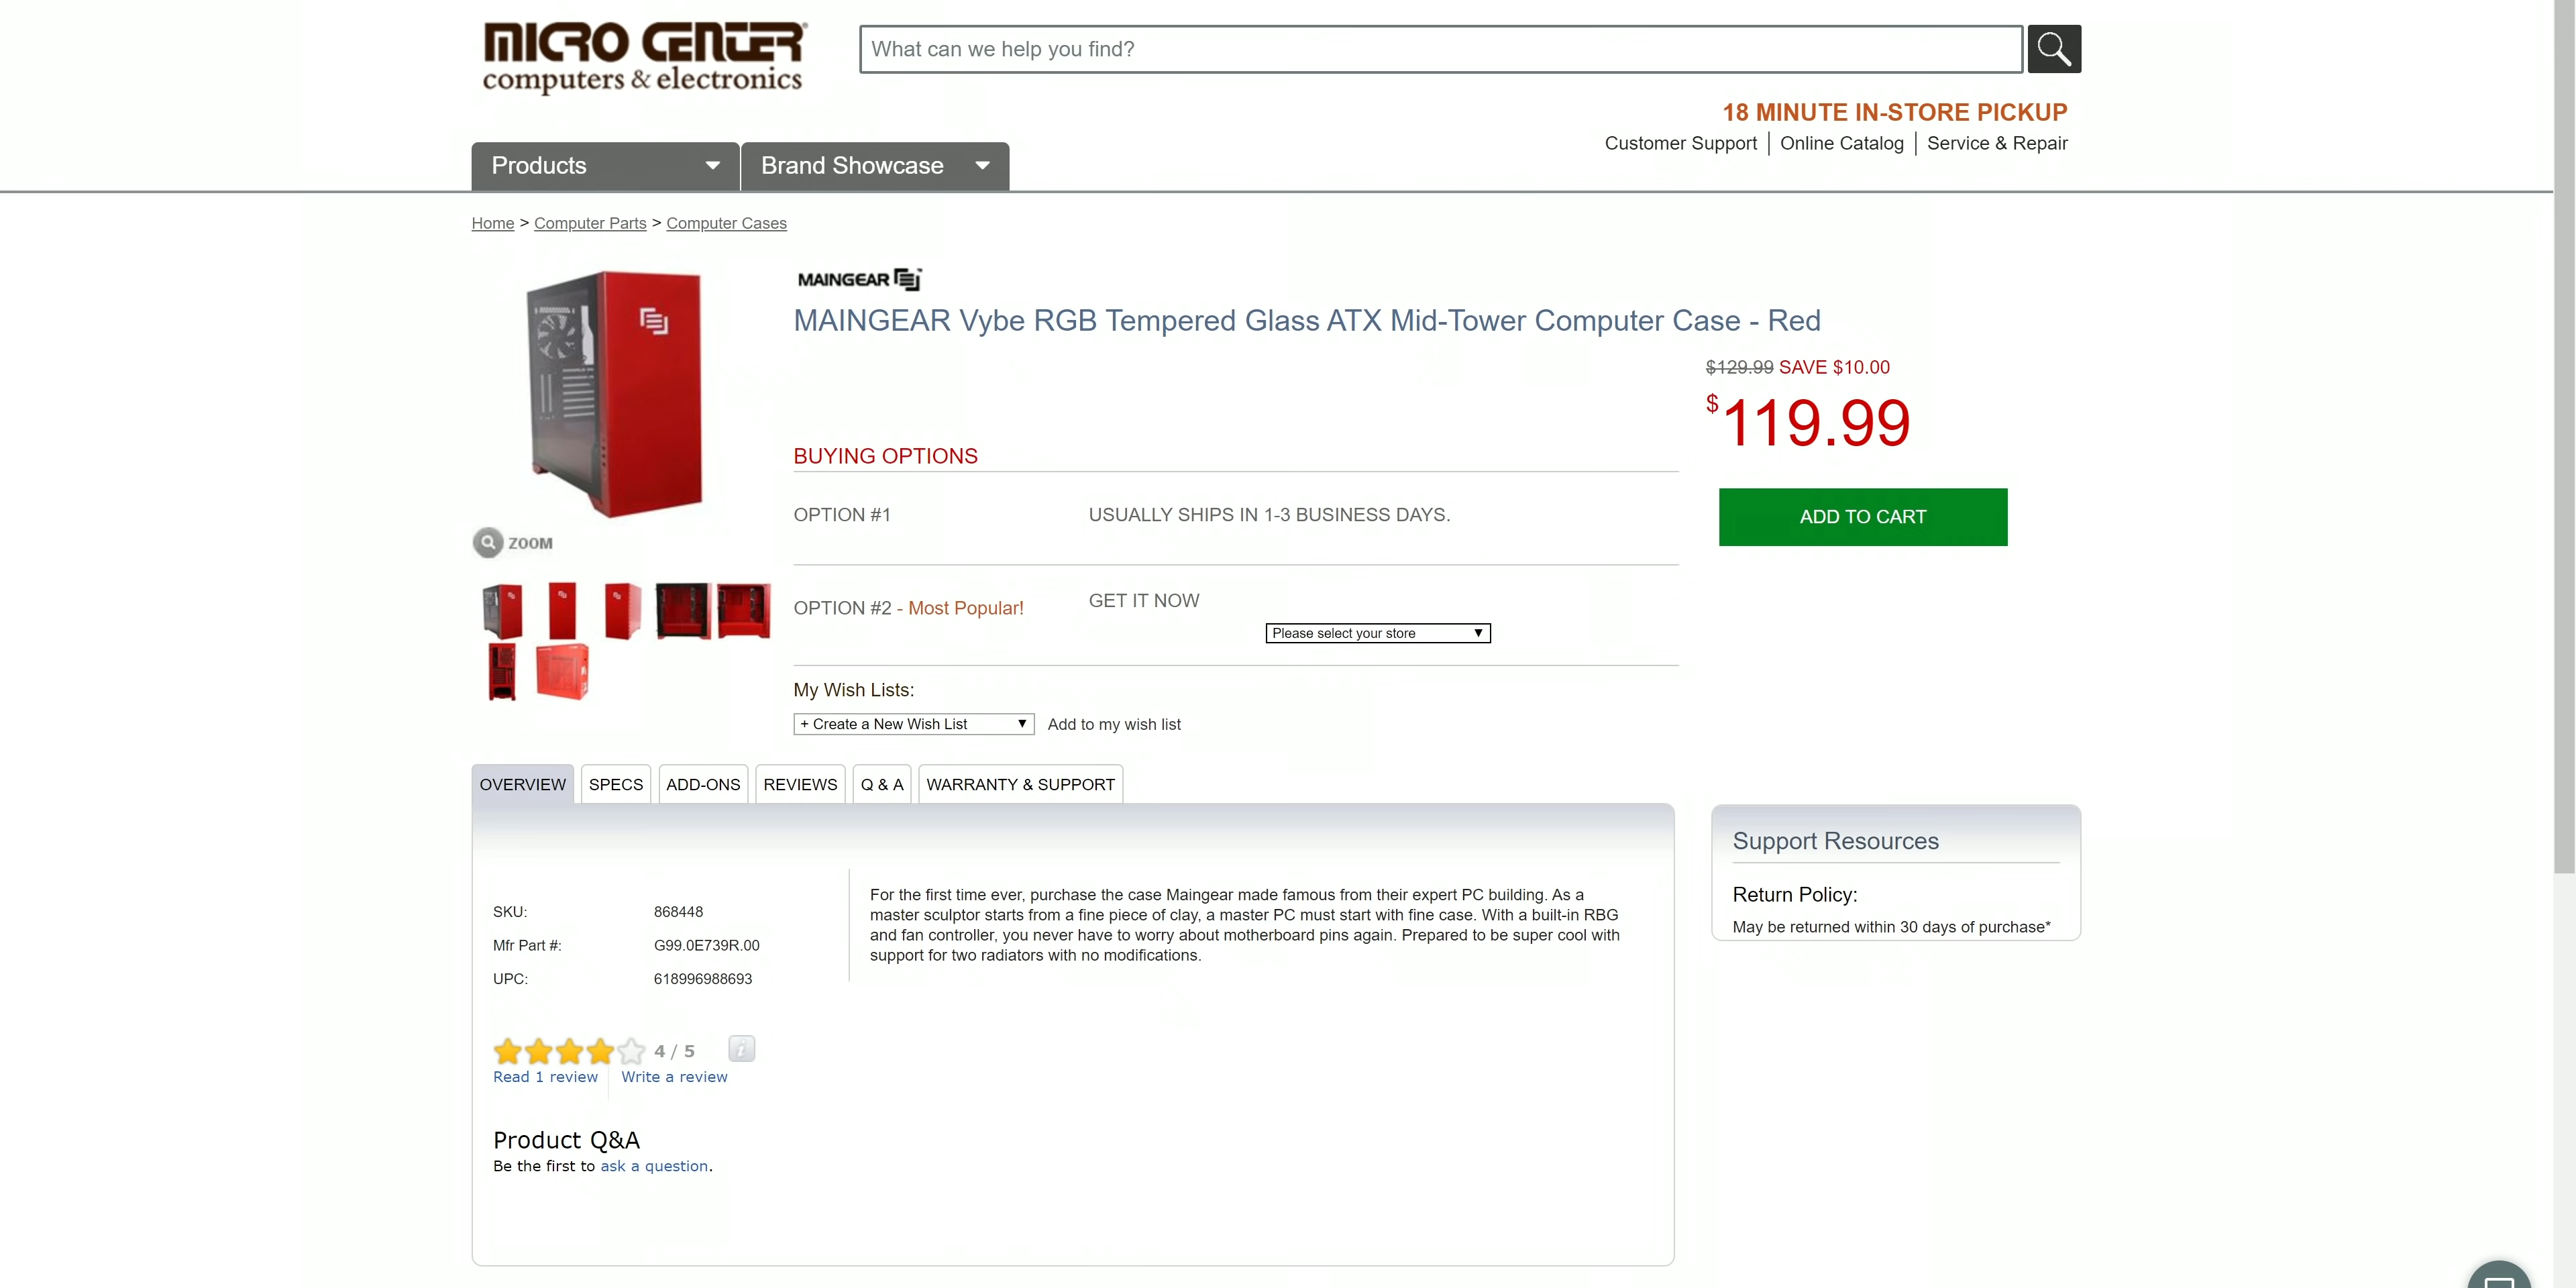 MICRO CENTER
computers & electronics
What can we help you find?
18 MINUTE IN-STORE PICKUP
Customer Support | Online Catalog | Service & Repair
Products
Brand Showcase
Home > Computer Parts > Computer Cases
MAINGEAR
MAINGEAR Vybe RGB Tempered Glass ATX Mid-Tower Computer Case - Red
$129.99 SAVE $10.00
$119.99
BUYING OPTIONS
OPTION #1
USUALLY SHIPS IN 1-3 BUSINESS DAYS.
ADD TO CART
ZOOM
OPTION #2 - Most Popular!
GET IT NOW
Please select your store
My Wish Lists:
+ Create a New Wish List
Add to my wish list
OVERVIEW
SPECS
ADD-ONS
REVIEWS
Q & A
WARRANTY & SUPPORT
SKU: 868448
Mfr Part #: G99.0E739R.00
UPC: 618996988693
For the first time ever, purchase the case Maingear made famous from their expert PC building. As a
master sculptor starts from a fine piece of clay, a master PC must start with fine case. With a built-in RBG
and fan controller, you never have to worry about motherboard pins again. Prepared to be super cool with
support for two radiators with no modifications.
4 / 5
Read 1 review
Write a review
Product Q&A
Be the first to ask a question.
Support Resources
Return Policy:
May be returned within 30 days of purchase*